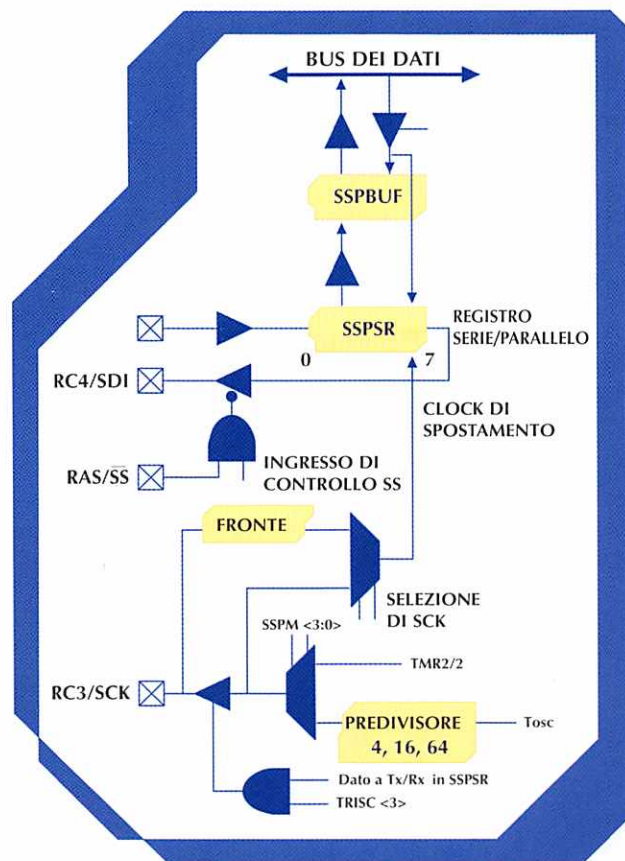 BUS DEI DATI
SSPBUF
SSPSR
REGISTRO
SERIE/PARALLELO
0
7
RC4/SDI
CLOCK DI
SPOSTAMENTO
RAS/SS
INGRESSO DI
CONTROLLO SS
FRONTE
SELEZIONE
DI SCK
SSPM <3:0>
TMR2/2
RC3/SCK
PREDIVISORE
4, 16, 64
Tosc
Dato a Tx/Rx in SSPSR
TRISC <3>